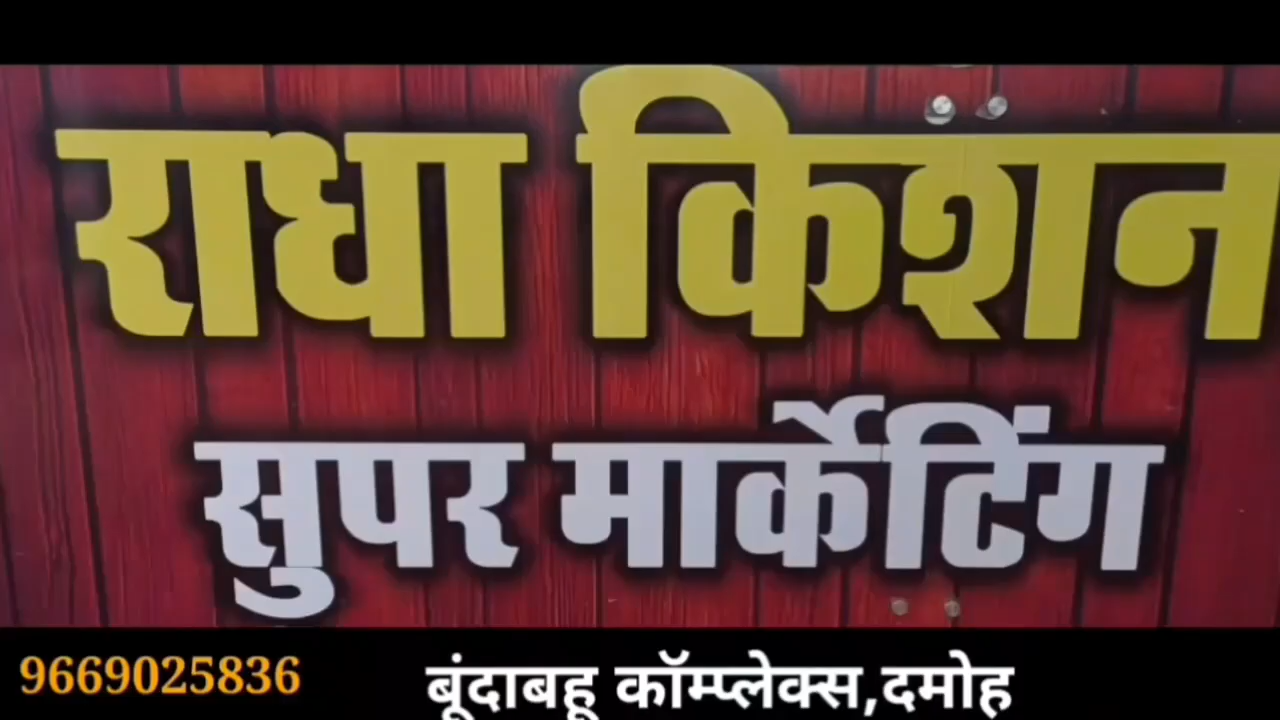 राधा किशन
सुपर मार्केटिंग
9669025836 बूंदाबहू कॉम्प्लेक्स,दमोह